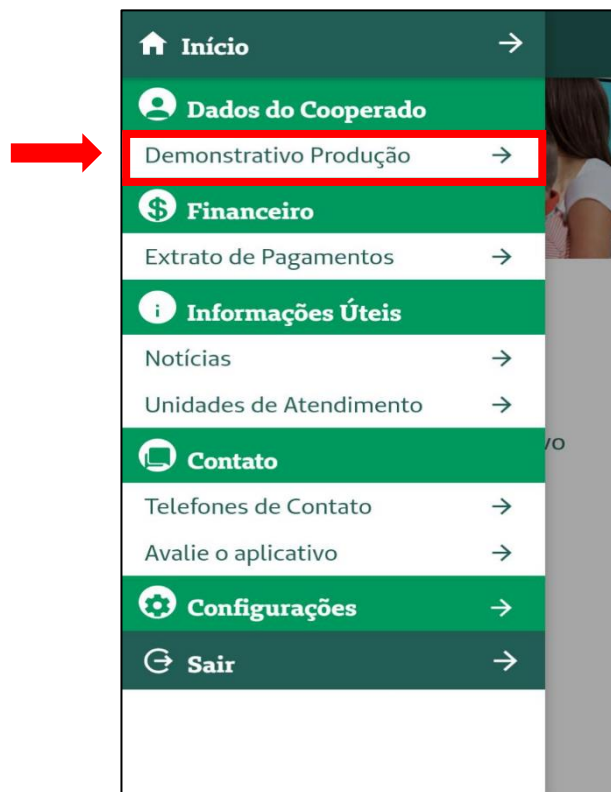 Início
Dados do Cooperado
Demonstrativo Produção
Financeiro
Extrato de Pagamentos
Informações Úteis
Notícias
Unidades de Atendimento
vo
Contato
Telefones de Contato
Avalie o aplicativo
Configurações
Sair